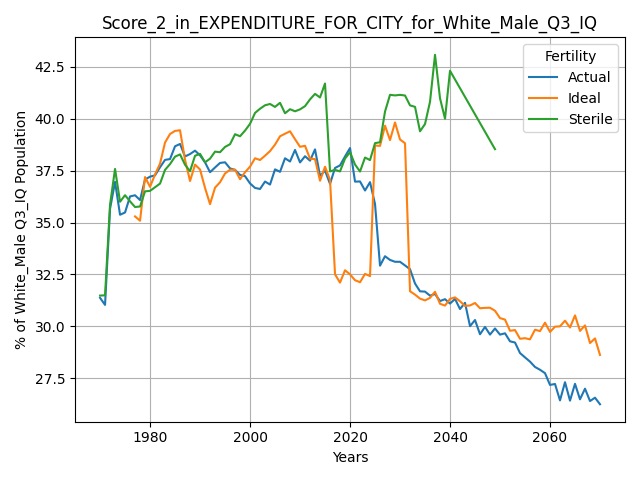 Score_2_in_EXPENDITURE_FOR_CITY_for_White_Male_Q3_IQ
Fertility
Actual
Ideal
Sterile
% of White_Male Q3_IQ Population
42.5
40.0
37.5
35.0
32.5
30.0
27.5
1980
2000
2020
2040
2060
Years